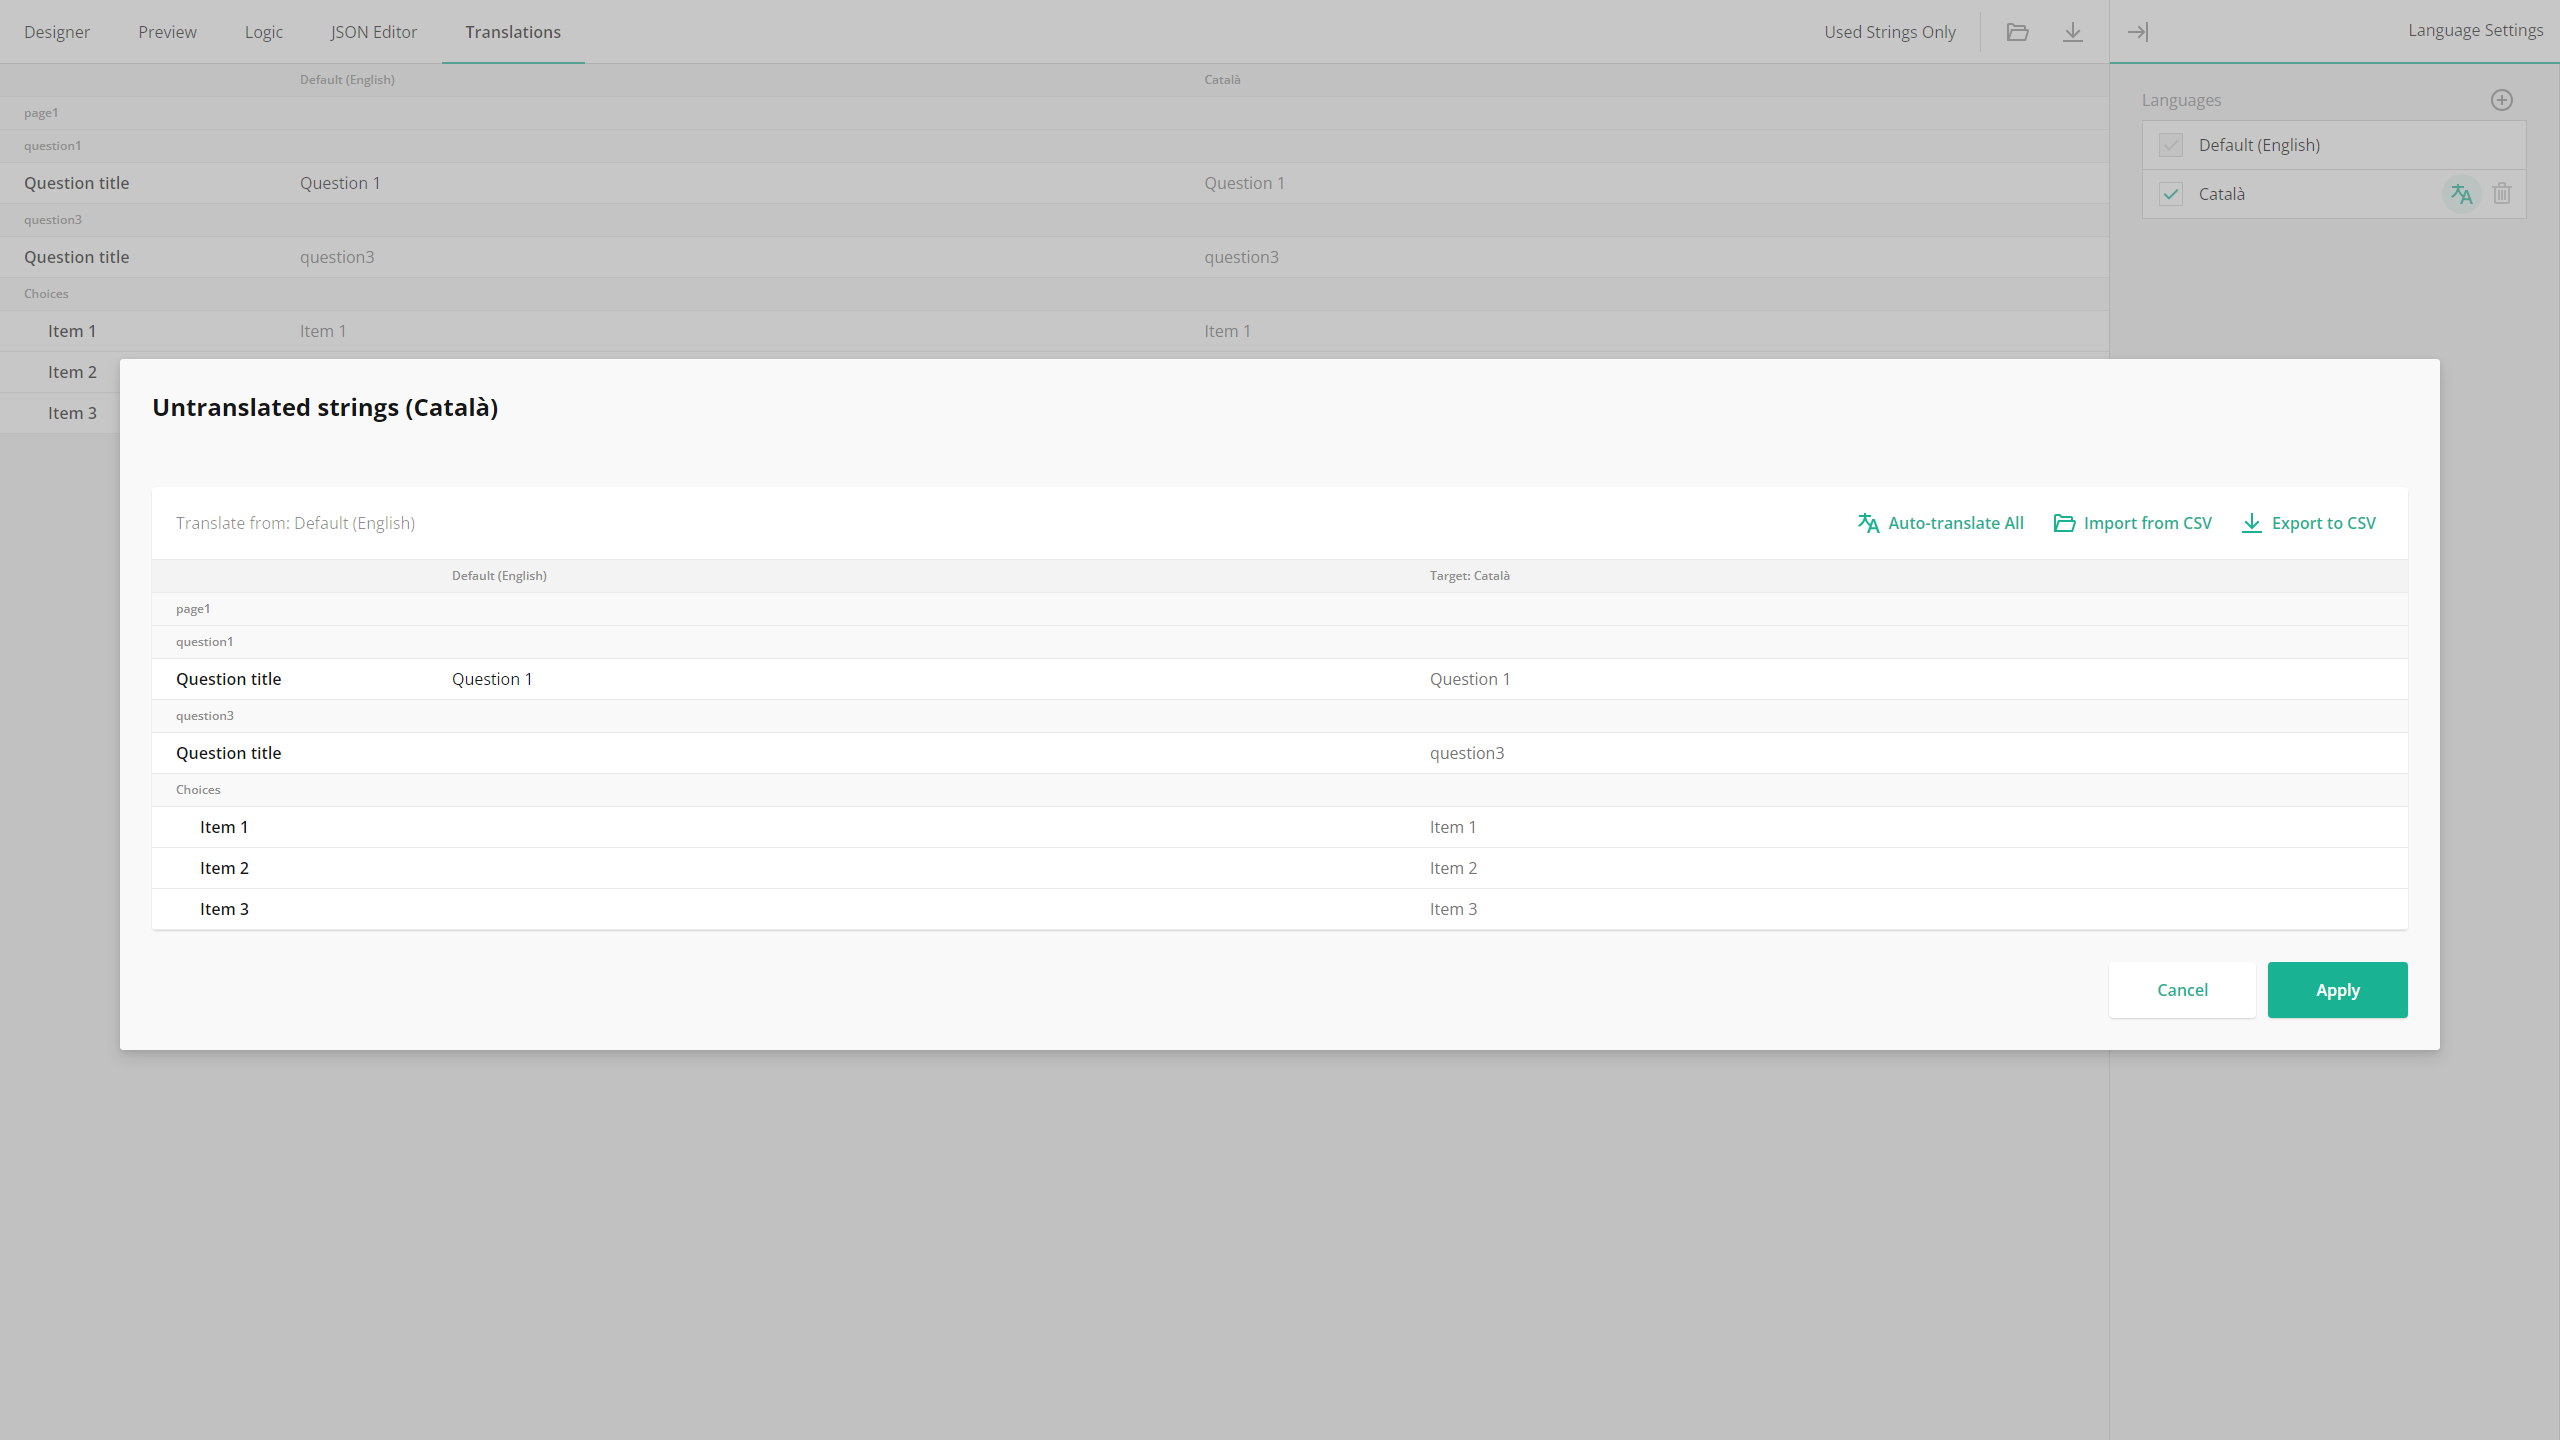 Designer Preview Logic JSON Editor Translations Used Strings Only Language Settings
Default (English) Català
page1
question1
Question title Question 1 Question 1
question3
Question title question3 question3
Choices
Item 1 Item 1 Item 1
Item 2
Item 3
Languages
Default (English)
Català
Untranslated strings (Català)
Translate from: Default (English) Auto-translate All Import from CSV Export to CSV
Default (English) Target: Català
page1
question1
Question title Question 1 Question 1
question3
Question title question3
Choices
Item 1 Item 1
Item 2 Item 2
Item 3 Item 3
Cancel Apply